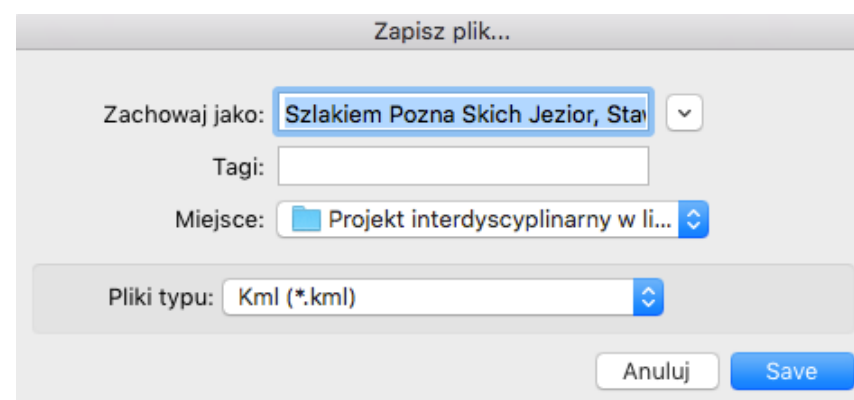 Zapisz plik...
Zachowaj jako: Szlakiem Pozna Skich Jezior, Sta
Tagi:
Miejsce: Projekt interdyscyplinarny w li...
Pliki typu: Kml (*.kml)
Anuluj Save